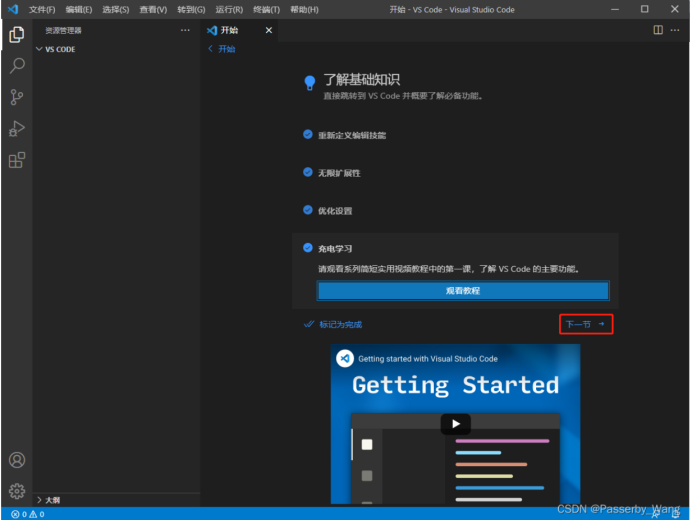 文件(F) 编辑(E) 选择(S) 查看(V) 转到(G) 运行(R) 终端(T) 帮助(H) 开始 - VS Code - Visual Studio Code
资源管理器 ··· 开始
VS CODE
开始
了解基础知识
直接跳转到 VS Code 并概要了解必备功能。
重新定义编辑技能
无限扩展性
优化设置
充电学习
请观看系列简短实用视频教程中的第一课，了解 VS Code 的主要功能。
观看教程
标记为完成 下一节
Getting started with Visual Studio Code
Getting Started
大纲
0 0
CSDN @Passerby_Wang